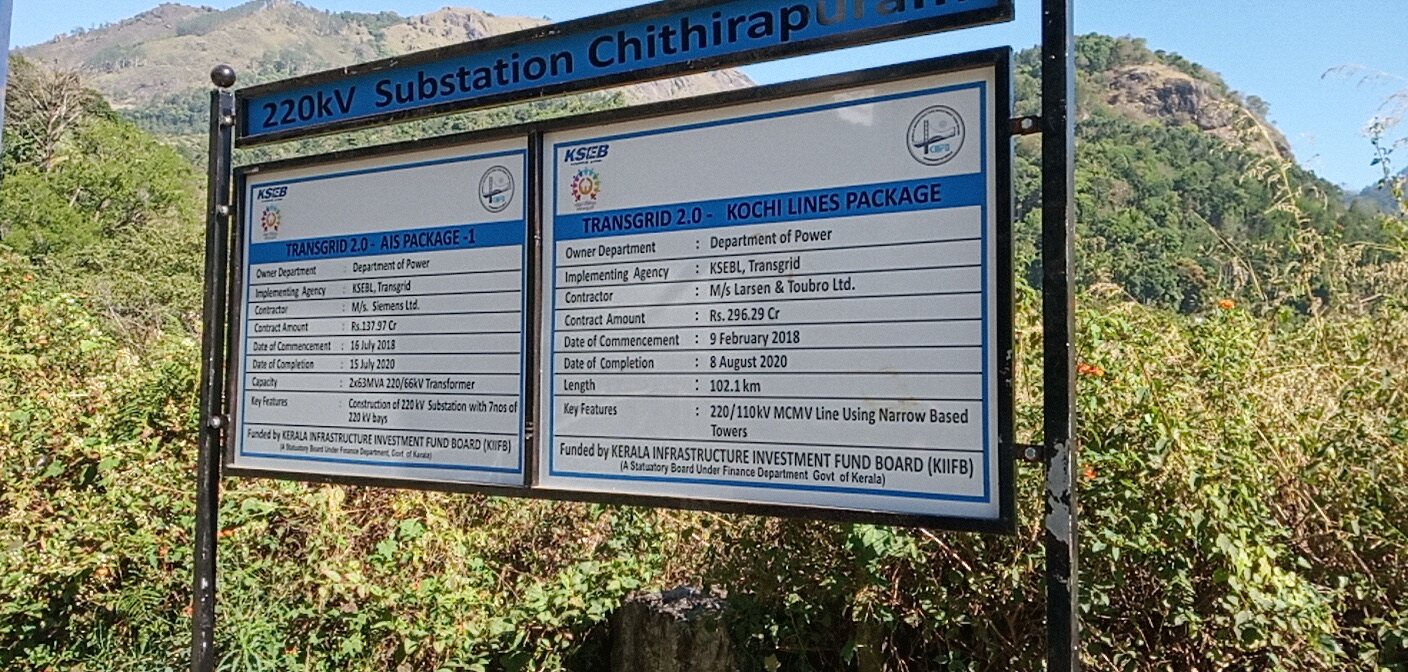 220kV Substation Chithirapuram
KSEB
TRANSGRID 2.0 - AIS PACKAGE -1
Owner Department : Department of Power
Implementing Agency : KSEBL, Transgrid
Contractor : M/s. Siemens Ltd.
Contract Amount : Rs.137.97 Cr
Date of Commencement : 16 July 2018
Date of Completion : 15 July 2020
Capacity : 2x63MVA 220/66kV Transformer
Key Features : Construction of 220 kV Substation with 7nos of
220 kV bays
Funded by KERALA INFRASTRUCTURE INVESTMENT FUND BOARD (KIIFB)
(A Statutory Board Under Finance Department, Govt. of Kerala)
KSEB
KIIFB
TRANSGRID 2.0 - KOCHI LINES PACKAGE
Owner Department : Department of Power
Implementing Agency : KSEBL, Transgrid
Contractor : M/s Larsen & Toubro Ltd.
Contract Amount : Rs. 296.29 Cr
Date of Commencement : 9 February 2018
Date of Completion : 8 August 2020
Length : 102.1 km
Key Features : 220/110kV MCMV Line Using Narrow Based
Towers
Funded by KERALA INFRASTRUCTURE INVESTMENT FUND BOARD (KIIFB)
(A Statuatory Board Under Finance Department Govt of Kerala)